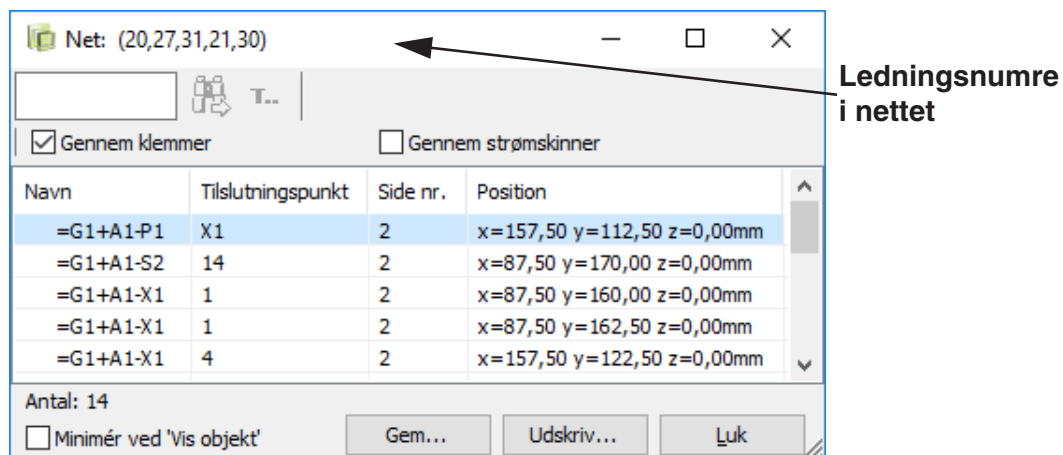 Net: (20,27,31,21,30)
Ledningsnumre
i nettet
T..
Gennem klemmer Gennem strømskinner
Navn Tilslutningspunkt Side nr. Position
=G1+A1-P1 X1 2 x=157,50 y=112,50 z=0,00mm
=G1+A1-S2 14 2 x=87,50 y=170,00 z=0,00mm
=G1+A1-X1 1 2 x=87,50 y=160,00 z=0,00mm
=G1+A1-X1 1 2 x=87,50 y=162,50 z=0,00mm
=G1+A1-X1 4 2 x=157,50 y=122,50 z=0,00mm
Antal: 14
Minimér ved 'Vis objekt' Gem... Udskriv... Luk